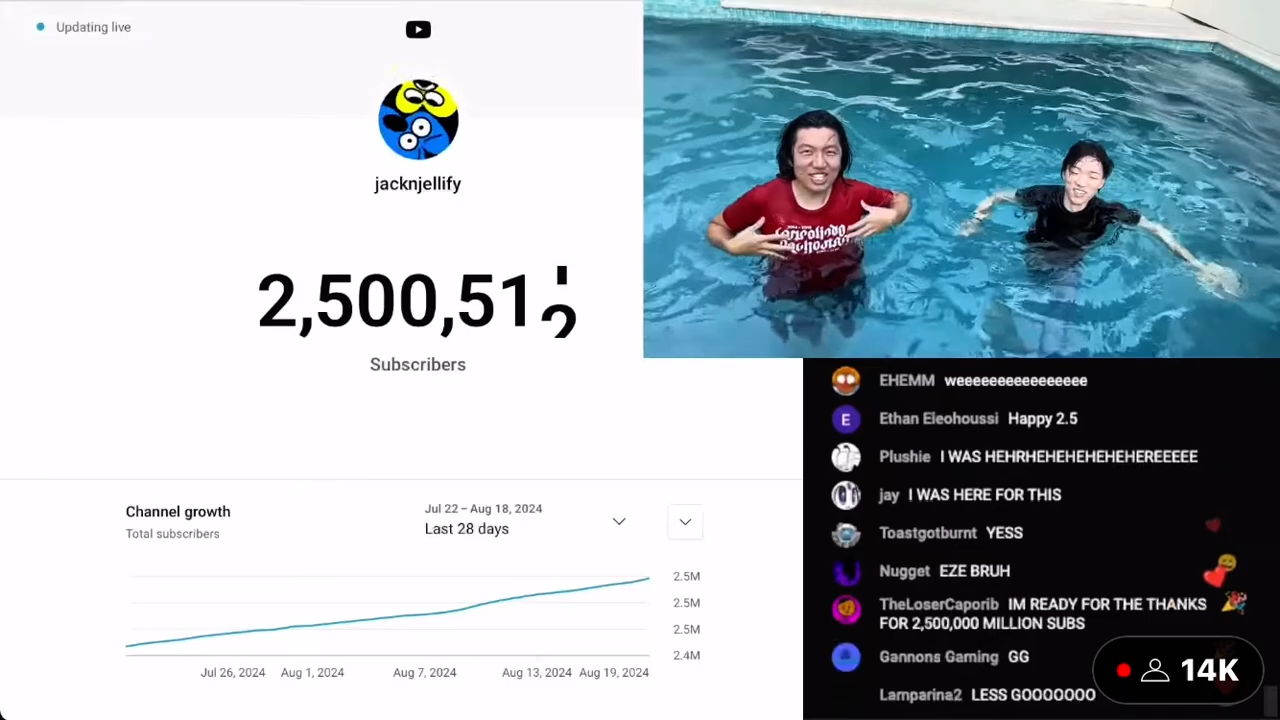 Updating live
jacknjellify
2,500,51
Subscribers
Channel growth
Total subscribers
Jul 22 – Aug 18, 2024
Last 28 days
2.5M
2.5M
2.5M
2.4M
Jul 26, 2024
Aug 1, 2024
Aug 7, 2024
Aug 13, 2024
Aug 19, 2024
EHEMM weeeeeeeeeeeeeeee
E
Ethan Eleohoussi Happy 2.5
Plushie I WAS HEHRHEHEHEHEHEHEREEEEE
jay I WAS HERE FOR THIS
Toastgotburnt YESS
Nugget EZE BRUH
TheLoserCaporib IM READY FOR THE THANKS
FOR 2,500,000 MILLION SUBS
Gannons Gaming GG
Lamparina2 LESS GOOOOOOO
14K